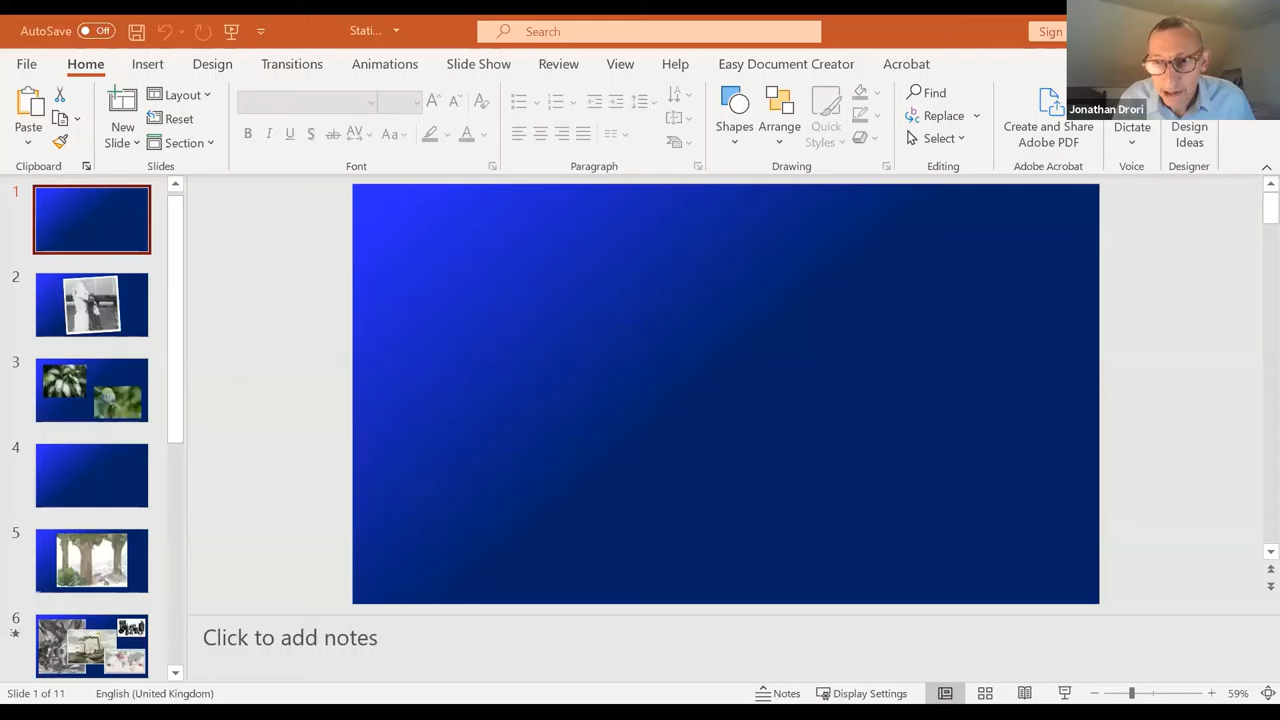 AutoSave Off Stati... Search Sign
Jonathan Drori
File Home Insert Design Transitions Animations Slide Show Review View Help Easy Document Creator Acrobat
Paste
Clipboard
New
Slide
Layout
Reset
Section
Slides
Font
Paragraph
Shapes
Arrange
Quick
Styles
Drawing
Find
Replace
Select
Editing
Create and Share
Adobe PDF
Adobe Acrobat
Dictate
Voice
Design
Ideas
Designer
1
2
3
4
5
6
Click to add notes
Slide 1 of 11 English (United Kingdom) Notes Display Settings 59%